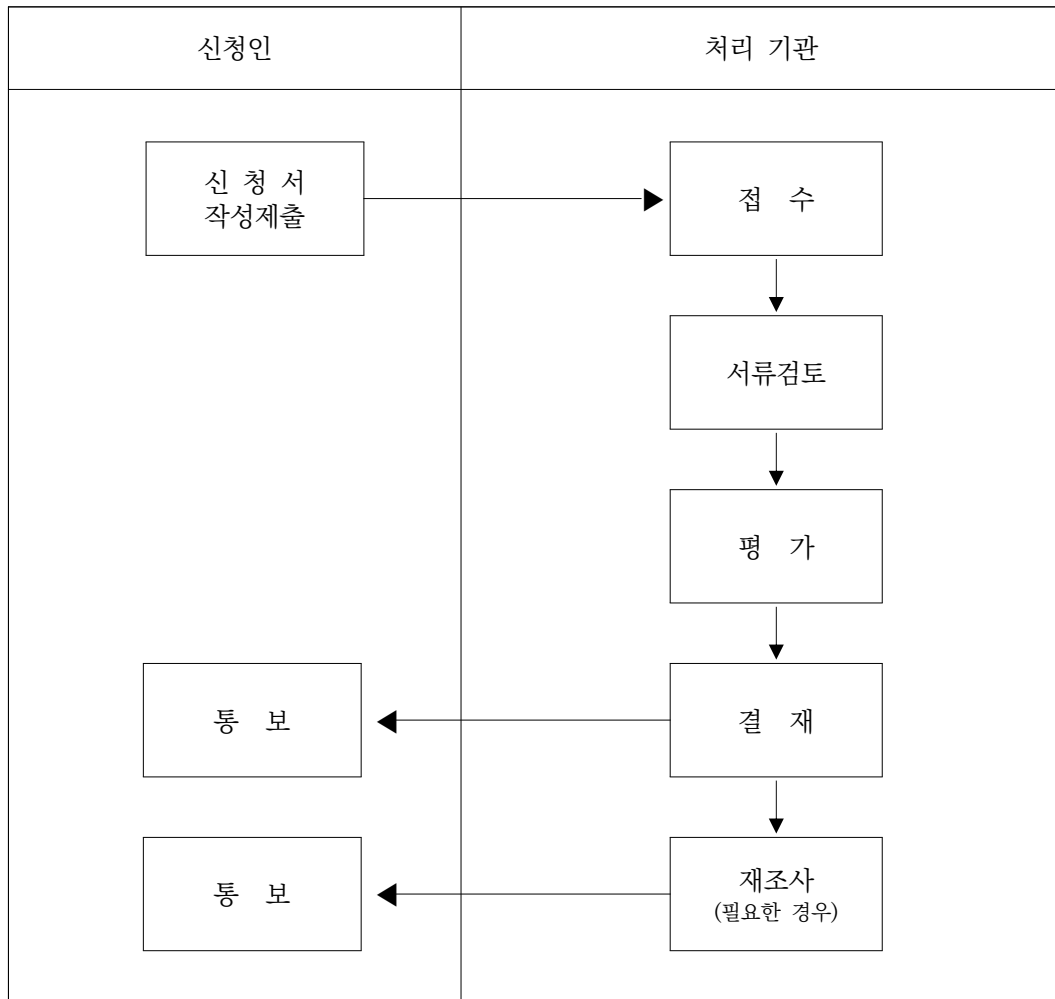 신청인
처리 기관
신 청 서
작성제출
접 수
서류검토
평 가
결 재
통 보
재조사
(필요한 경우)
통 보